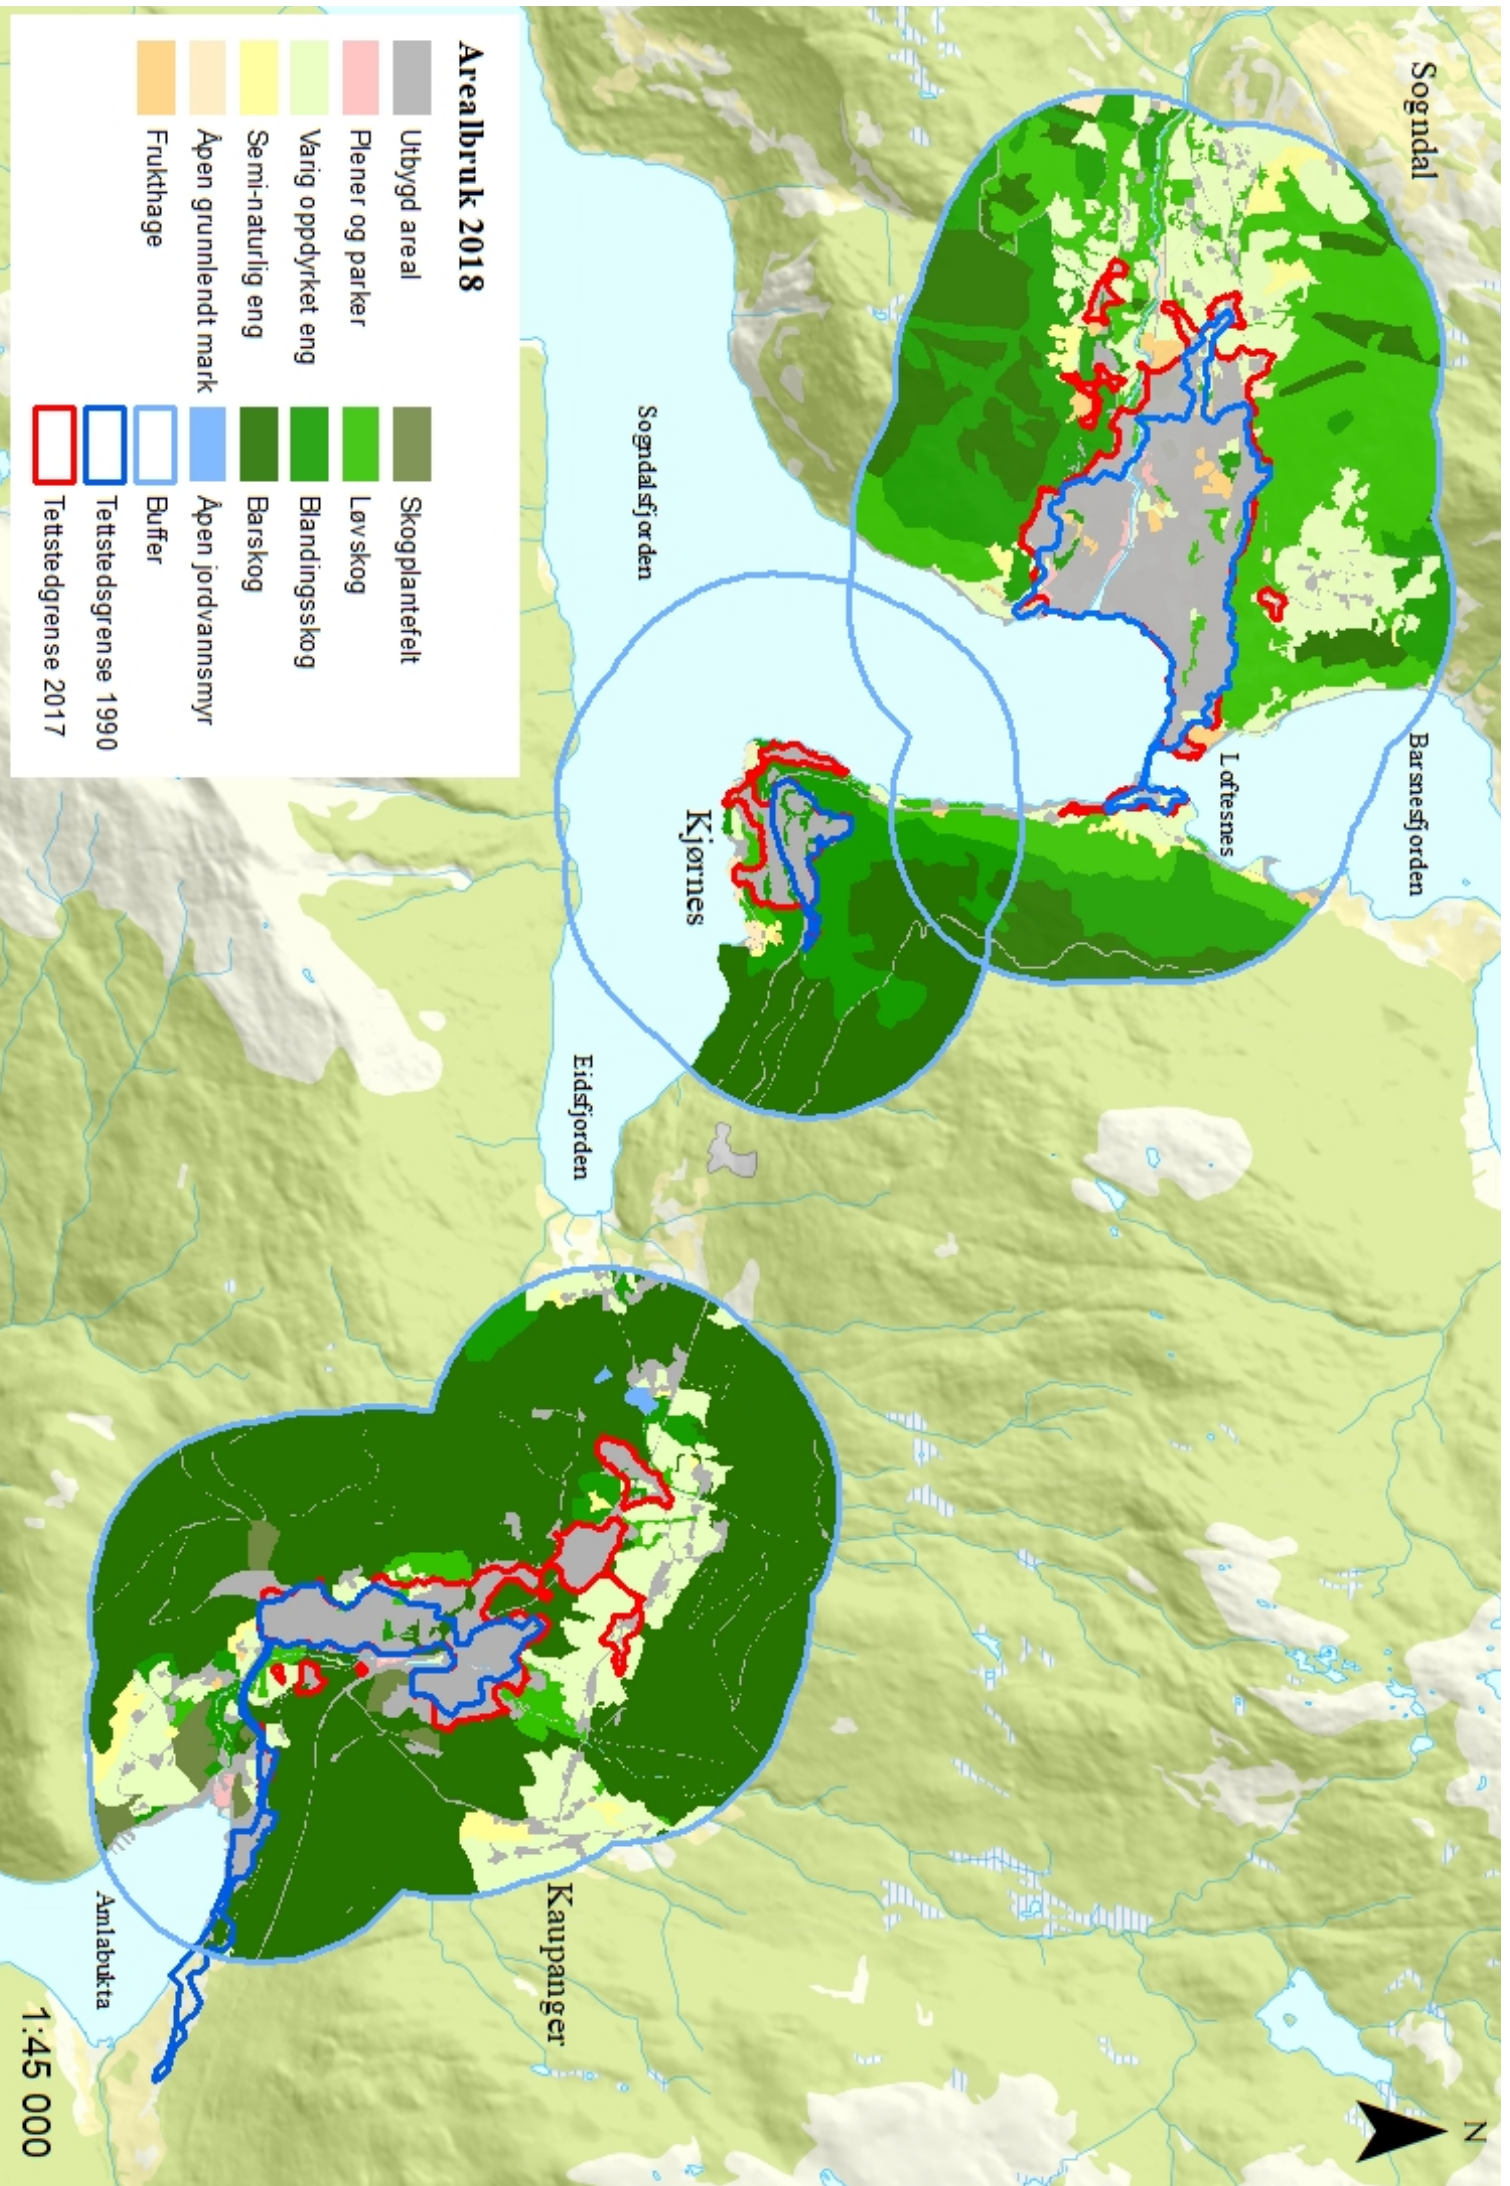 Sogndal
Barsnesfjorden
Loftesnes
Sogndalsfjorden
Kjørnes
Eidsfjorden
Kaupanger
Amlabukta
N
1:45 000
Arealbruk 2018
Utbygd areal
Plener og parker
Varig oppdyrket eng
Semi-naturlig eng
Åpen grunnlendt mark
Frukthage
Skogplantefelt
Løvskog
Blandingsskog
Barskog
Åpen jordvannsmyr
Buffer
Tettstedsgrense 1990
Tettstedgrense 2017